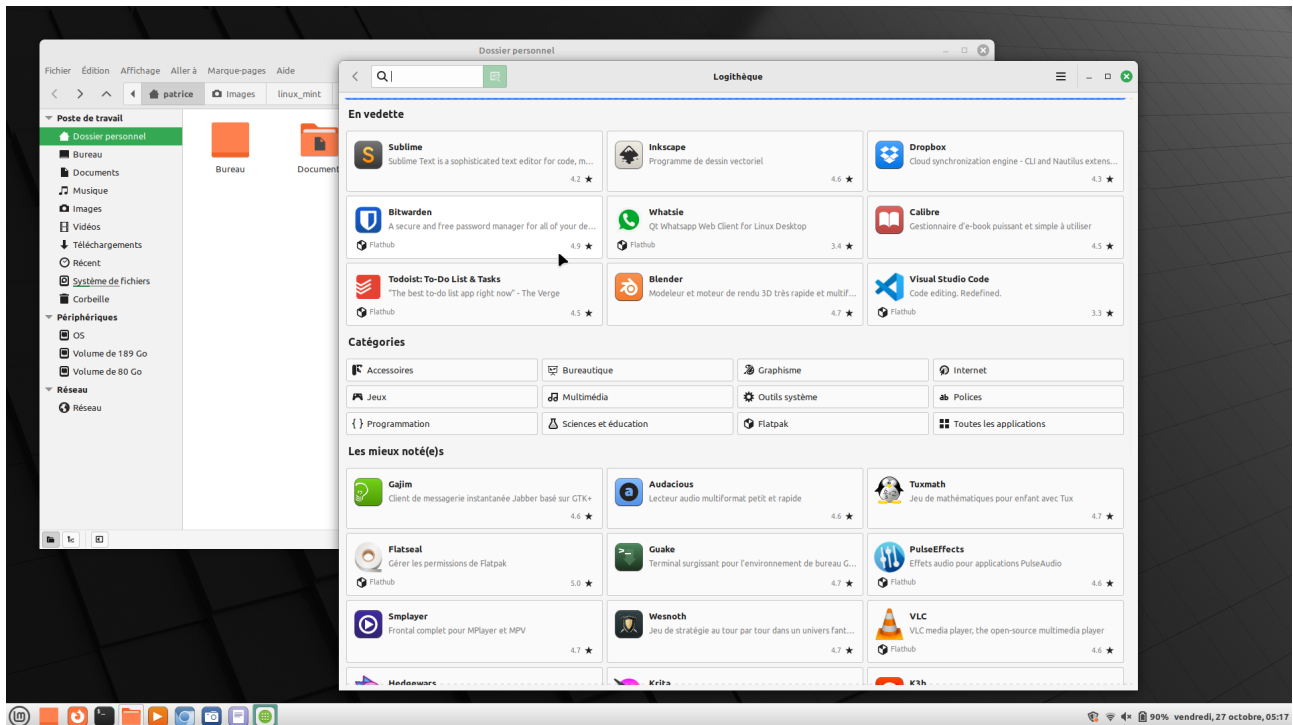 Dossier personnel
Fichier Édition Affichage Aller à Marque-pages Aide
patrice Images linux_mint
Poste de travail
Dossier personnel
Bureau
Documents
Musique
Images
Vidéos
Téléchargements
Récent
Système de fichiers
Corbeille
Périphériques
OS
Volume de 189 Go
Volume de 80 Go
Réseau
Réseau
Bureau
Document
Logithèque
En vedette
Sublime
Sublime Text is a sophisticated text editor for code, m...
4.2 ★
Inkscape
Programme de dessin vectoriel
4.6 ★
Dropbox
Cloud synchronization engine - CLI and Nautilus extens...
4.3 ★
Bitwarden
A secure and free password manager for all of your de...
Flathub 4.9 ★
Whatsie
Qt Whatsapp Web Client for Linux Desktop
Flathub 3.4 ★
Calibre
Gestionnaire d'e-book puissant et simple à utiliser
4.5 ★
Todoist: To-Do List & Tasks
"The best to-do list app right now" - The Verge
Flathub 4.5 ★
Blender
Modeleur et moteur de rendu 3D très rapide et multif...
4.7 ★
Visual Studio Code
Code editing. Redefined.
Flathub 3.3 ★
Catégories
Accessoires Bureautique Graphisme Internet
Jeux Multimédia Outils système Polices
Programmation Sciences et éducation Flatpak Toutes les applications
Les mieux noté(e)s
Gajim
Client de messagerie instantanée Jabber basé sur GTK+
4.6 ★
Audacious
Lecteur audio multiformat petit et rapide
4.6 ★
Tuxmath
Jeu de mathématiques pour enfant avec Tux
4.7 ★
Flatseal
Gérer les permissions de Flatpak
Flathub 5.0 ★
Guake
Terminal surgissant pour l'environnement de bureau G...
4.7 ★
PulseEffects
Effets audio pour applications PulseAudio
Flathub 4.6 ★
Smplayer
Frontal complet pour MPlayer et MPV
4.7 ★
Wesnoth
Jeu de stratégie au tour par tour dans un univers fant...
4.7 ★
VLC
VLC media player, the open-source multimedia player
Flathub 4.6 ★
Hedgewars
Krita
K3b
90% vendredi, 27 octobre, 05:17